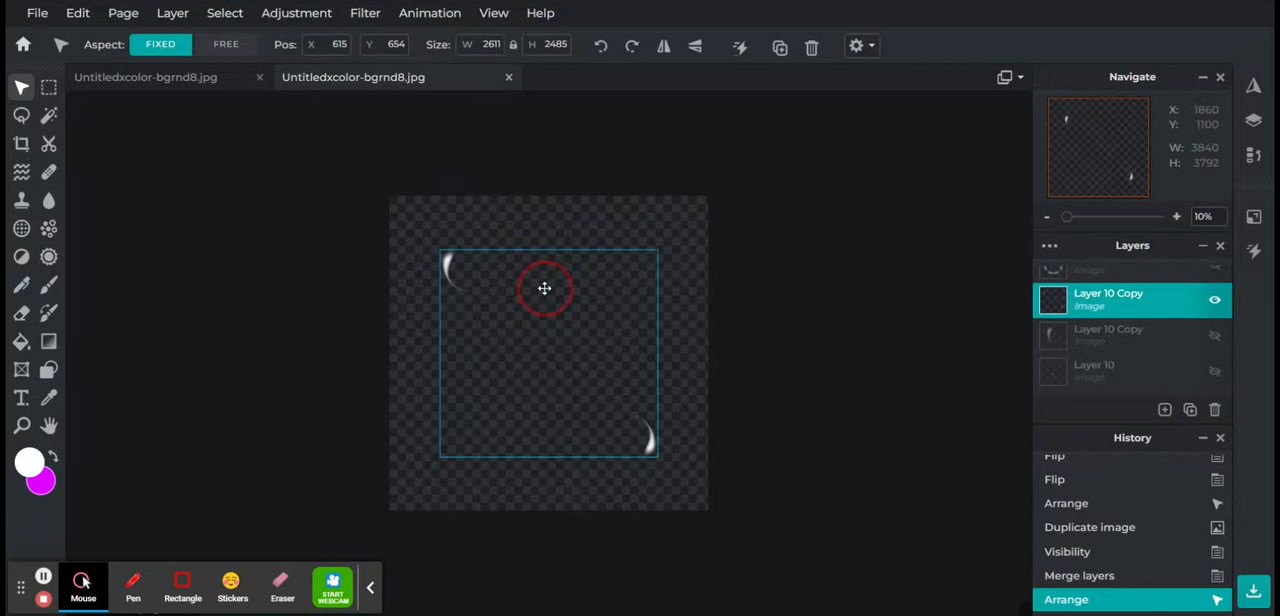 File Edit Page Layer Select Adjustment Filter Animation View Help
Aspect: FIXED FREE Pos: X 615 Y 654 Size: W 2611 H 2485
Untitledxcolor-bgrnd8.jpg Untitledxcolor-bgrnd8.jpg
Navigate
X: 1860
Y: 1100
W: 3840
H: 3792
- + 10%
Layers
Image
Layer 10 Copy
Image
Layer 10 Copy
Image
Layer 10
Image
History
Flip
Flip
Arrange
Duplicate image
Visibility
Merge layers
Arrange
Mouse Pen Rectangle Stickers Eraser START WEBCAM